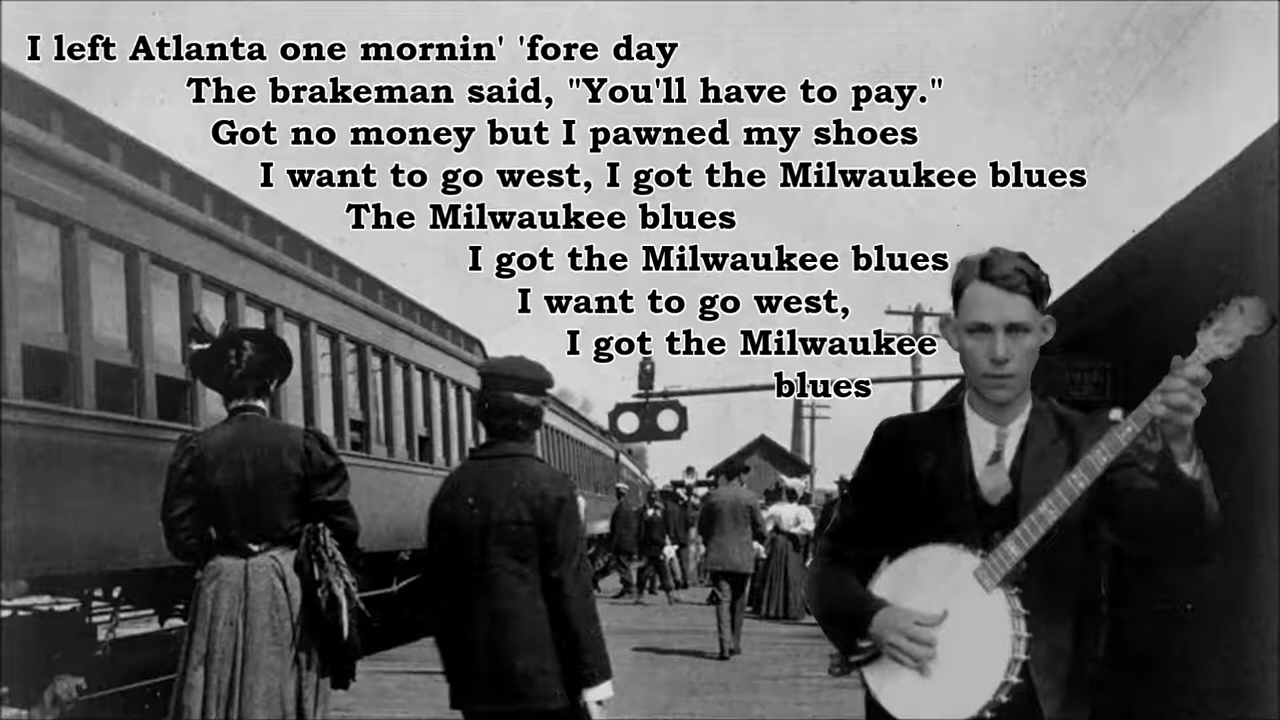 I left Atlanta one mornin' 'fore day
The brakeman said, "You'll have to pay."
Got no money but I pawned my shoes
I want to go west, I got the Milwaukee blues
The Milwaukee blues
I got the Milwaukee blues
I want to go west,
I got the Milwaukee
blues